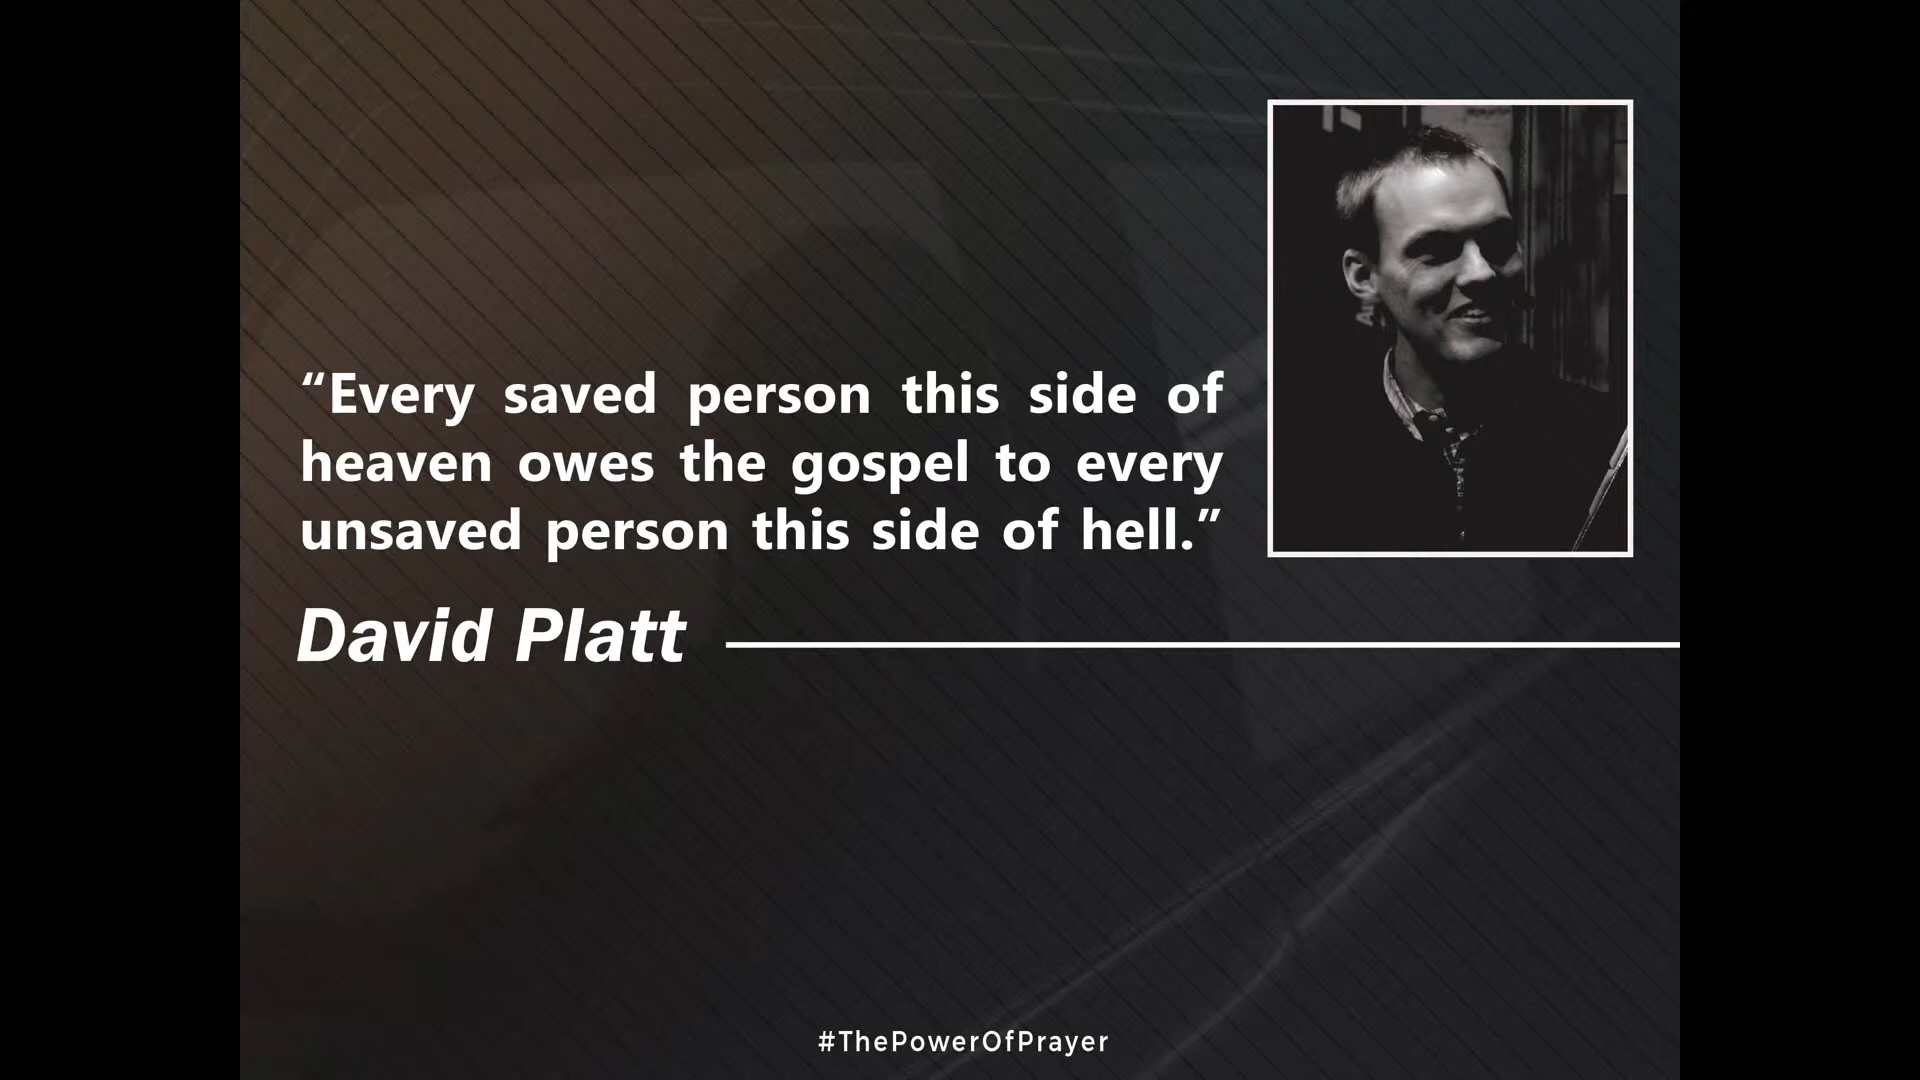 “Every saved person this side of
heaven owes the gospel to every
unsaved person this side of hell.”
David Platt
#ThePowerOfPrayer